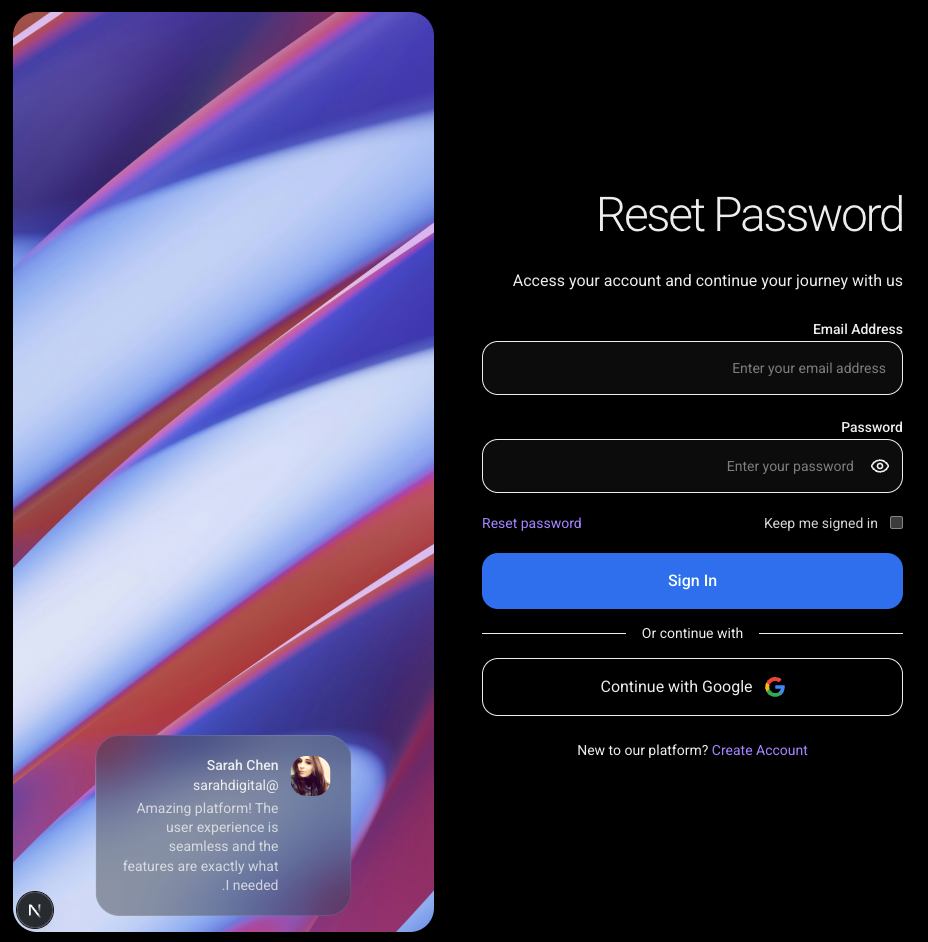 Reset Password
Access your account and continue your journey with us
Email Address
Enter your email address
Password
Enter your password
Keep me signed in
Reset password
Sign In
Or continue with
Continue with Google
New to our platform? Create Account
Sarah Chen
sarahdigital@
Amazing platform! The
user experience is
seamless and the
features are exactly what
.I needed
N